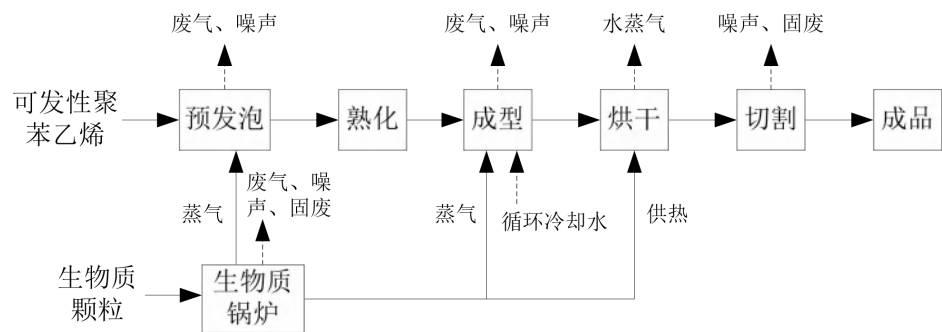 废气、噪声
废气、噪声
水蒸气
噪声、固废
可发性聚
苯乙烯
预发泡
熟化
成型
烘干
切割
成品
蒸气
废气、噪
声、固废
蒸气
循环冷却水
供热
生物质
颗粒
生物质
锅炉